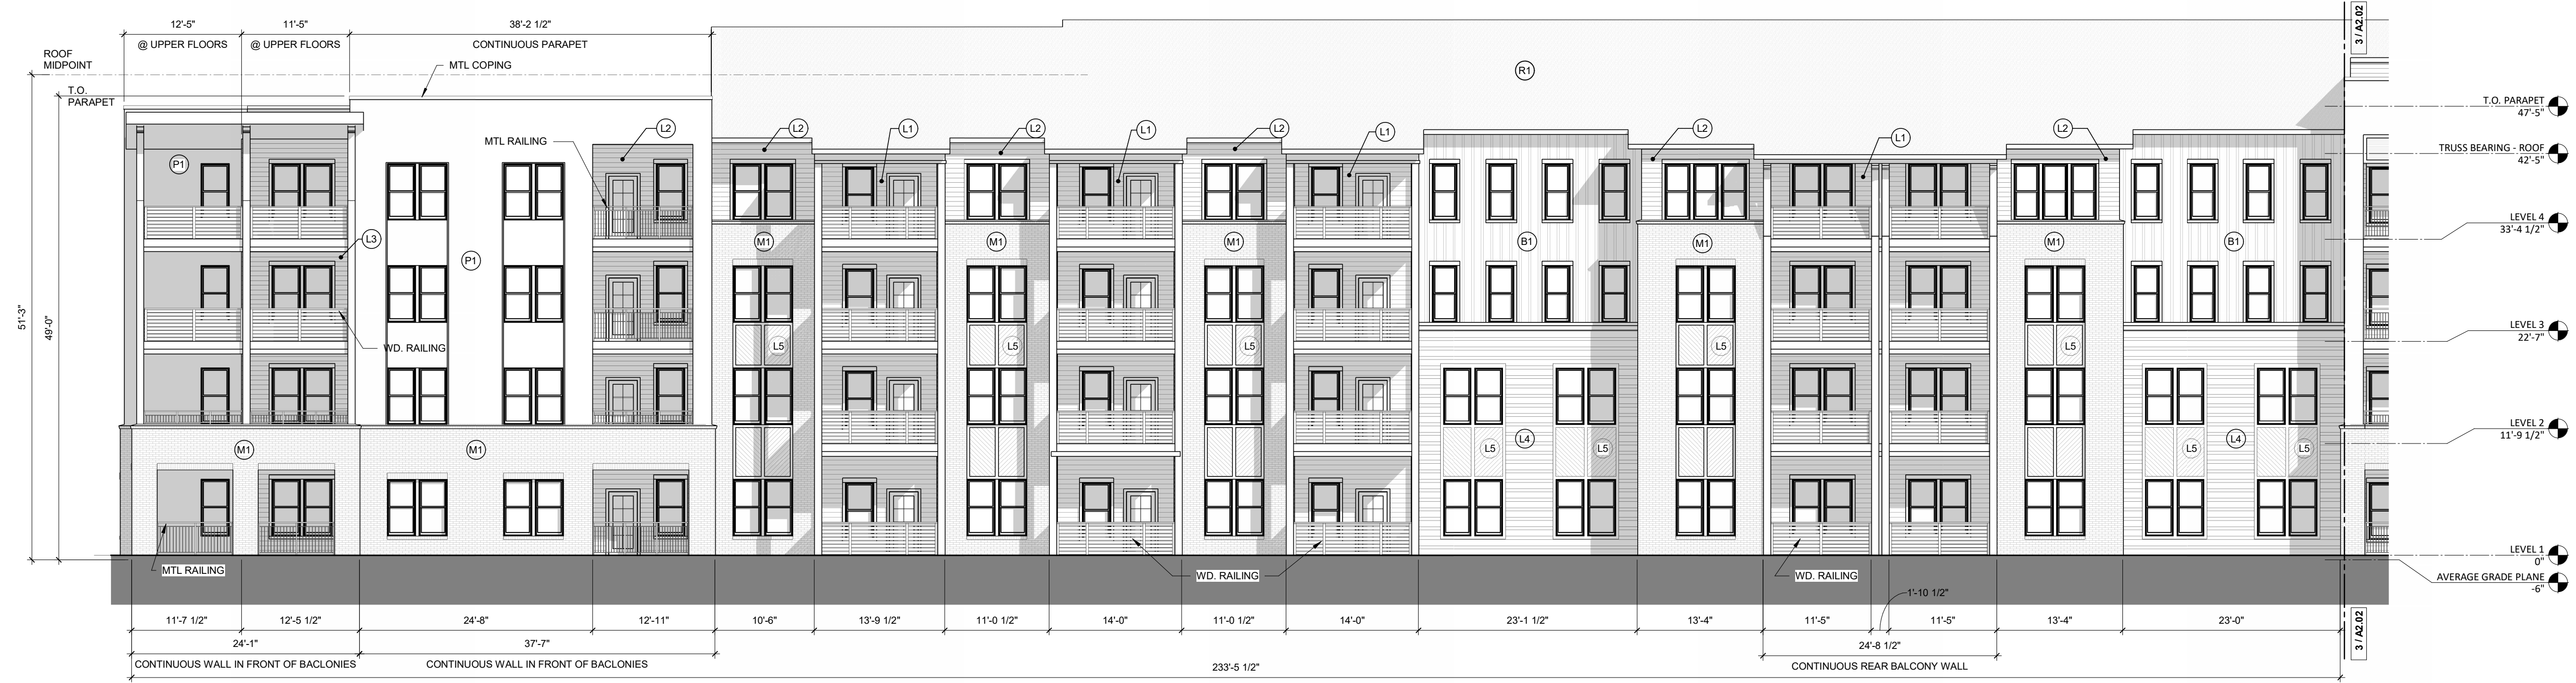 12'-5"
11'-5"
38'-2 1/2"
@ UPPER FLOORS
@ UPPER FLOORS
CONTINUOUS PARAPET
ROOF
MIDPOINT
MTL COPING
T.O.
PARAPET
R1
3 / A2.02
T.O. PARAPET
47'-5"
MTL RAILING
L2
L2
L1
L2
L1
L2
L1
L2
L1
L2
TRUSS BEARING - ROOF
42'-5"
P1
LEVEL 4
33'-4 1/2"
L3
P1
M1
M1
M1
B1
M1
M1
B1
51'-3"
49'-0"
WD. RAILING
L5
L5
L5
L5
L5
LEVEL 3
22'-7"
M1
M1
L5
L4
L5
L5
L4
L5
LEVEL 2
11'-9 1/2"
MTL RAILING
WD. RAILING
WD. RAILING
LEVEL 1
0"
AVERAGE GRADE PLANE
-6"
1'-10 1/2"
11'-7 1/2"
12'-5 1/2"
24'-8"
12'-11"
10'-6"
13'-9 1/2"
11'-0 1/2"
14'-0"
11'-0 1/2"
14'-0"
23'-1 1/2"
13'-4"
11'-5"
11'-5"
13'-4"
23'-0"
3 / A2.02
24'-1"
37'-7"
24'-8 1/2"
CONTINUOUS WALL IN FRONT OF BACLONIES
CONTINUOUS WALL IN FRONT OF BACLONIES
CONTINUOUS REAR BALCONY WALL
233'-5 1/2"